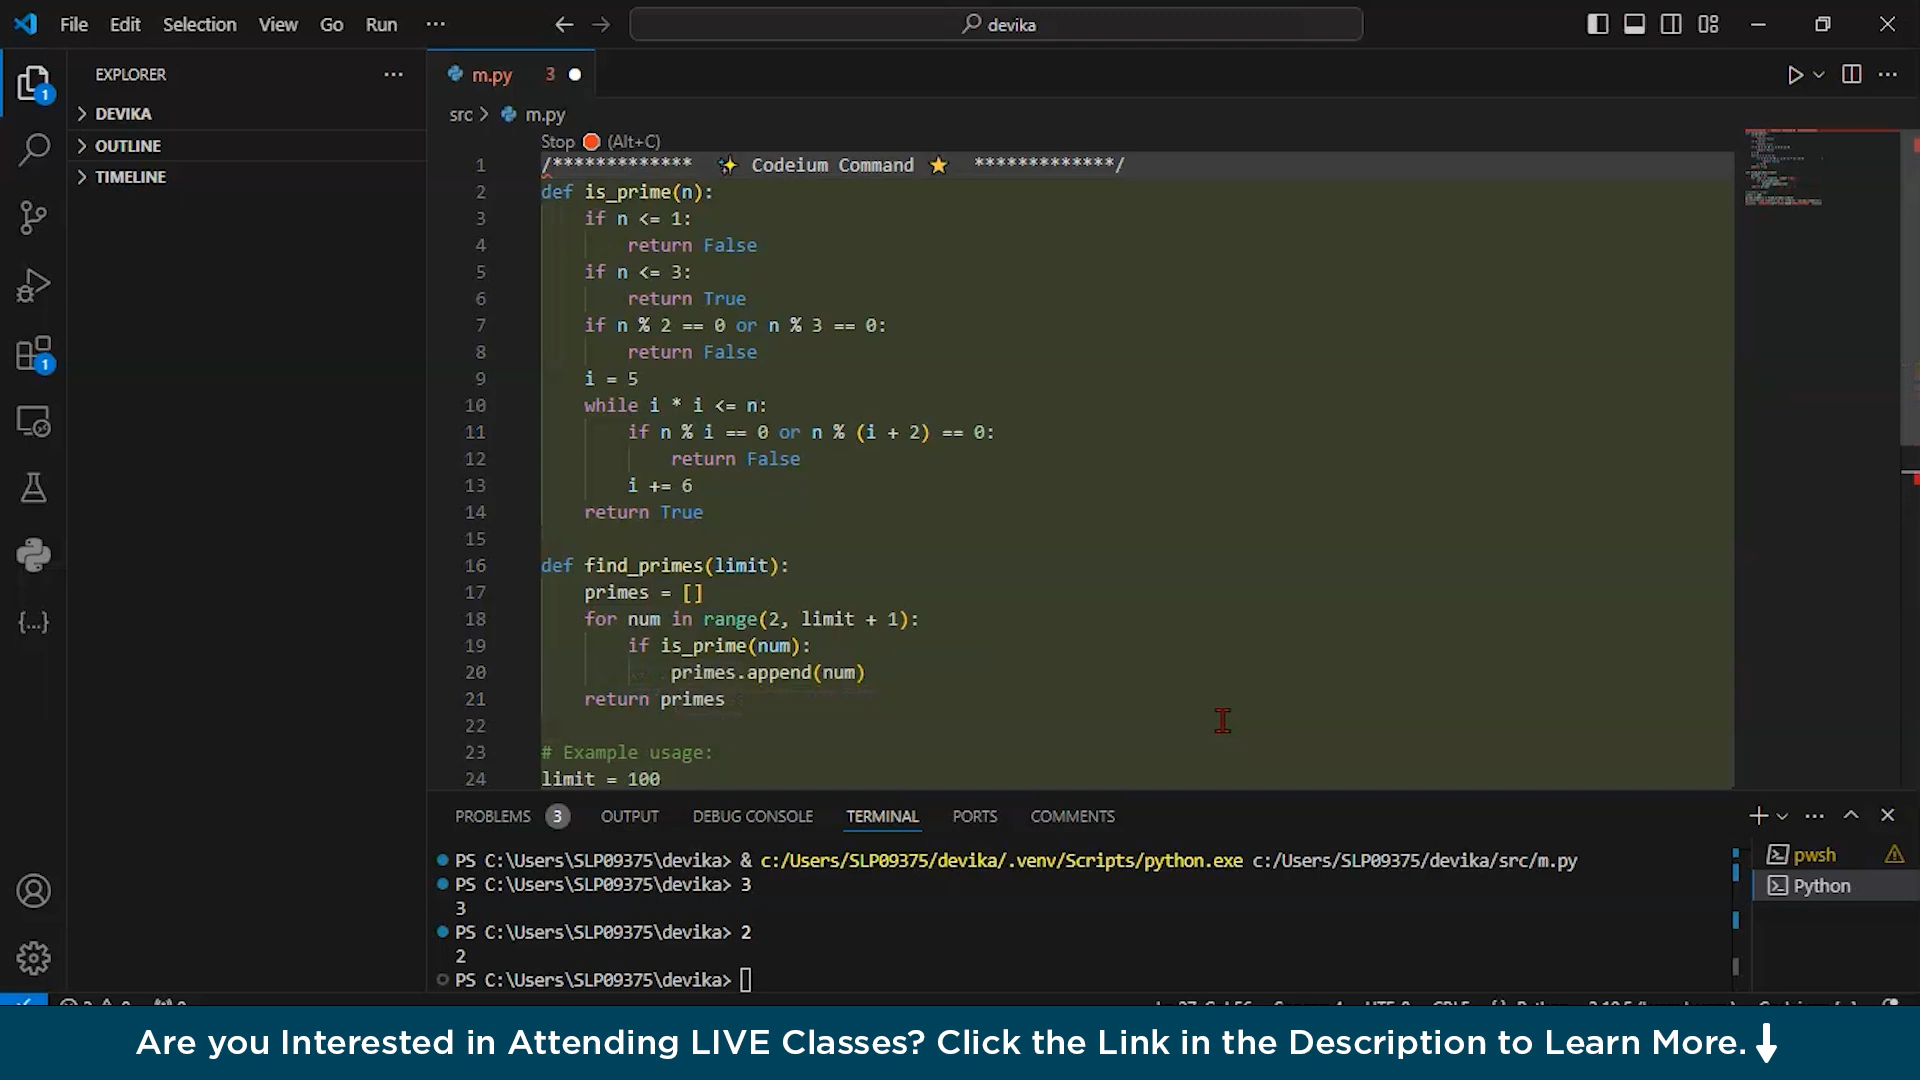 File Edit Selection View Go Run ···
devika
EXPLORER
DEVIKA
OUTLINE
TIMELINE
1
1
m.py 3
src > m.py
Stop (Alt+C)
1 /************* ✨ Codeium Command ⭐ *************/
2 def is_prime(n):
3 if n <= 1:
4 return False
5 if n <= 3:
6 return True
7 if n % 2 == 0 or n % 3 == 0:
8 return False
9 i = 5
10 while i * i <= n:
11 if n % i == 0 or n % (i + 2) == 0:
12 return False
13 i += 6
14 return True
15
16 def find_primes(limit):
17 primes = []
18 for num in range(2, limit + 1):
19 if is_prime(num):
20 primes.append(num)
21 return primes
22
23 # Example usage:
24 limit = 100
PROBLEMS 3 OUTPUT DEBUG CONSOLE TERMINAL PORTS COMMENTS
PS C:\Users\SLP09375\devika> & c:/Users/SLP09375/devika/.venv/Scripts/python.exe c:/Users/SLP09375/devika/src/m.py
PS C:\Users\SLP09375\devika> 3
3
PS C:\Users\SLP09375\devika> 2
2
PS C:\Users\SLP09375\devika>
pwsh
Python
Are you Interested in Attending LIVE Classes? Click the Link in the Description to Learn More.